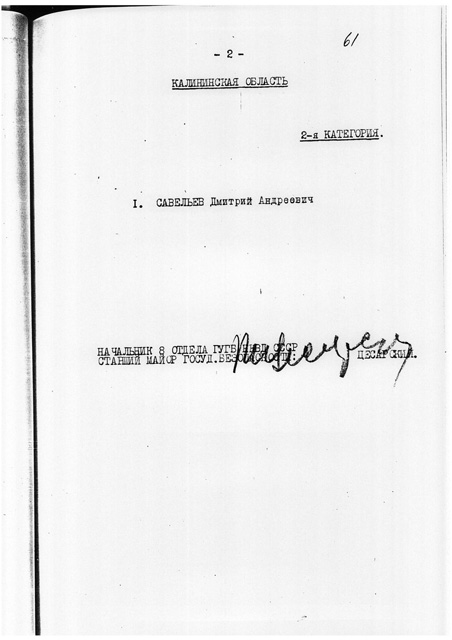 61
- 2 -
КАЛИНИНСКАЯ ОБЛАСТЬ
2-я КАТЕГОРИЯ.
I. САВЕЛЬЕВ Дмитрий Андреевич
НАЧАЛЬНИК 8 ОТДЕЛА ГУГБ НКВД СССР
СТАРШИЙ МАЙОР ГОСУД.БЕЗОПАСНОСТИ: ЦЕСАРСКИЙ.